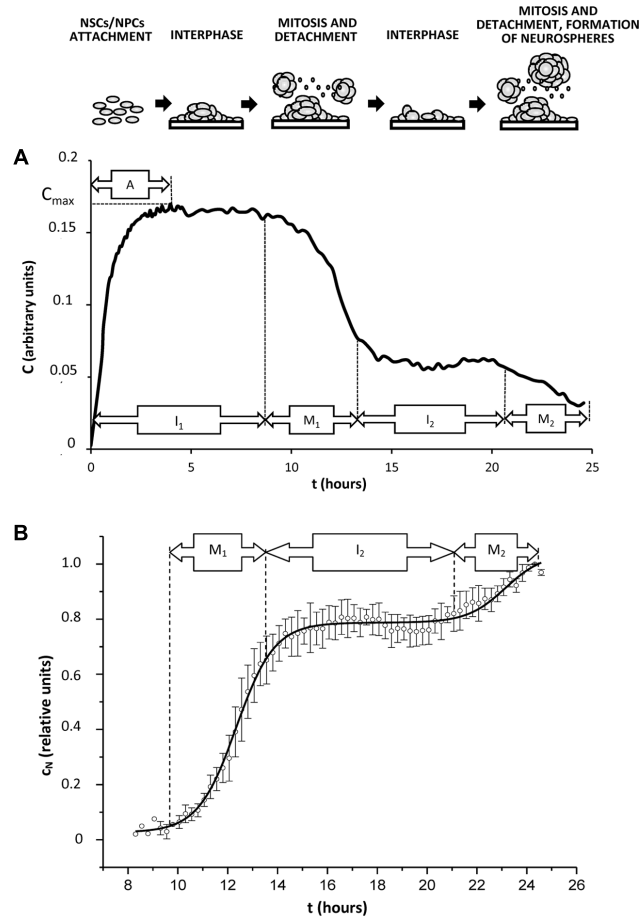 NSCs/NPCs
ATTACHMENT
INTERPHASE
MITOSIS AND
DETACHMENT
INTERPHASE
MITOSIS AND
DETACHMENT, FORMATION
OF NEUROSPHERES
A
0.2
Cmax
0.15
0.1
0.05
0
C (arbitrary units)
A
I1
M1
I2
M2
0
5
10
15
20
25
t (hours)
B
1.0
0.8
0.6
0.4
0.2
0
cN (relative units)
M1
I2
M2
8
10
12
14
16
18
20
22
24
26
t (hours)